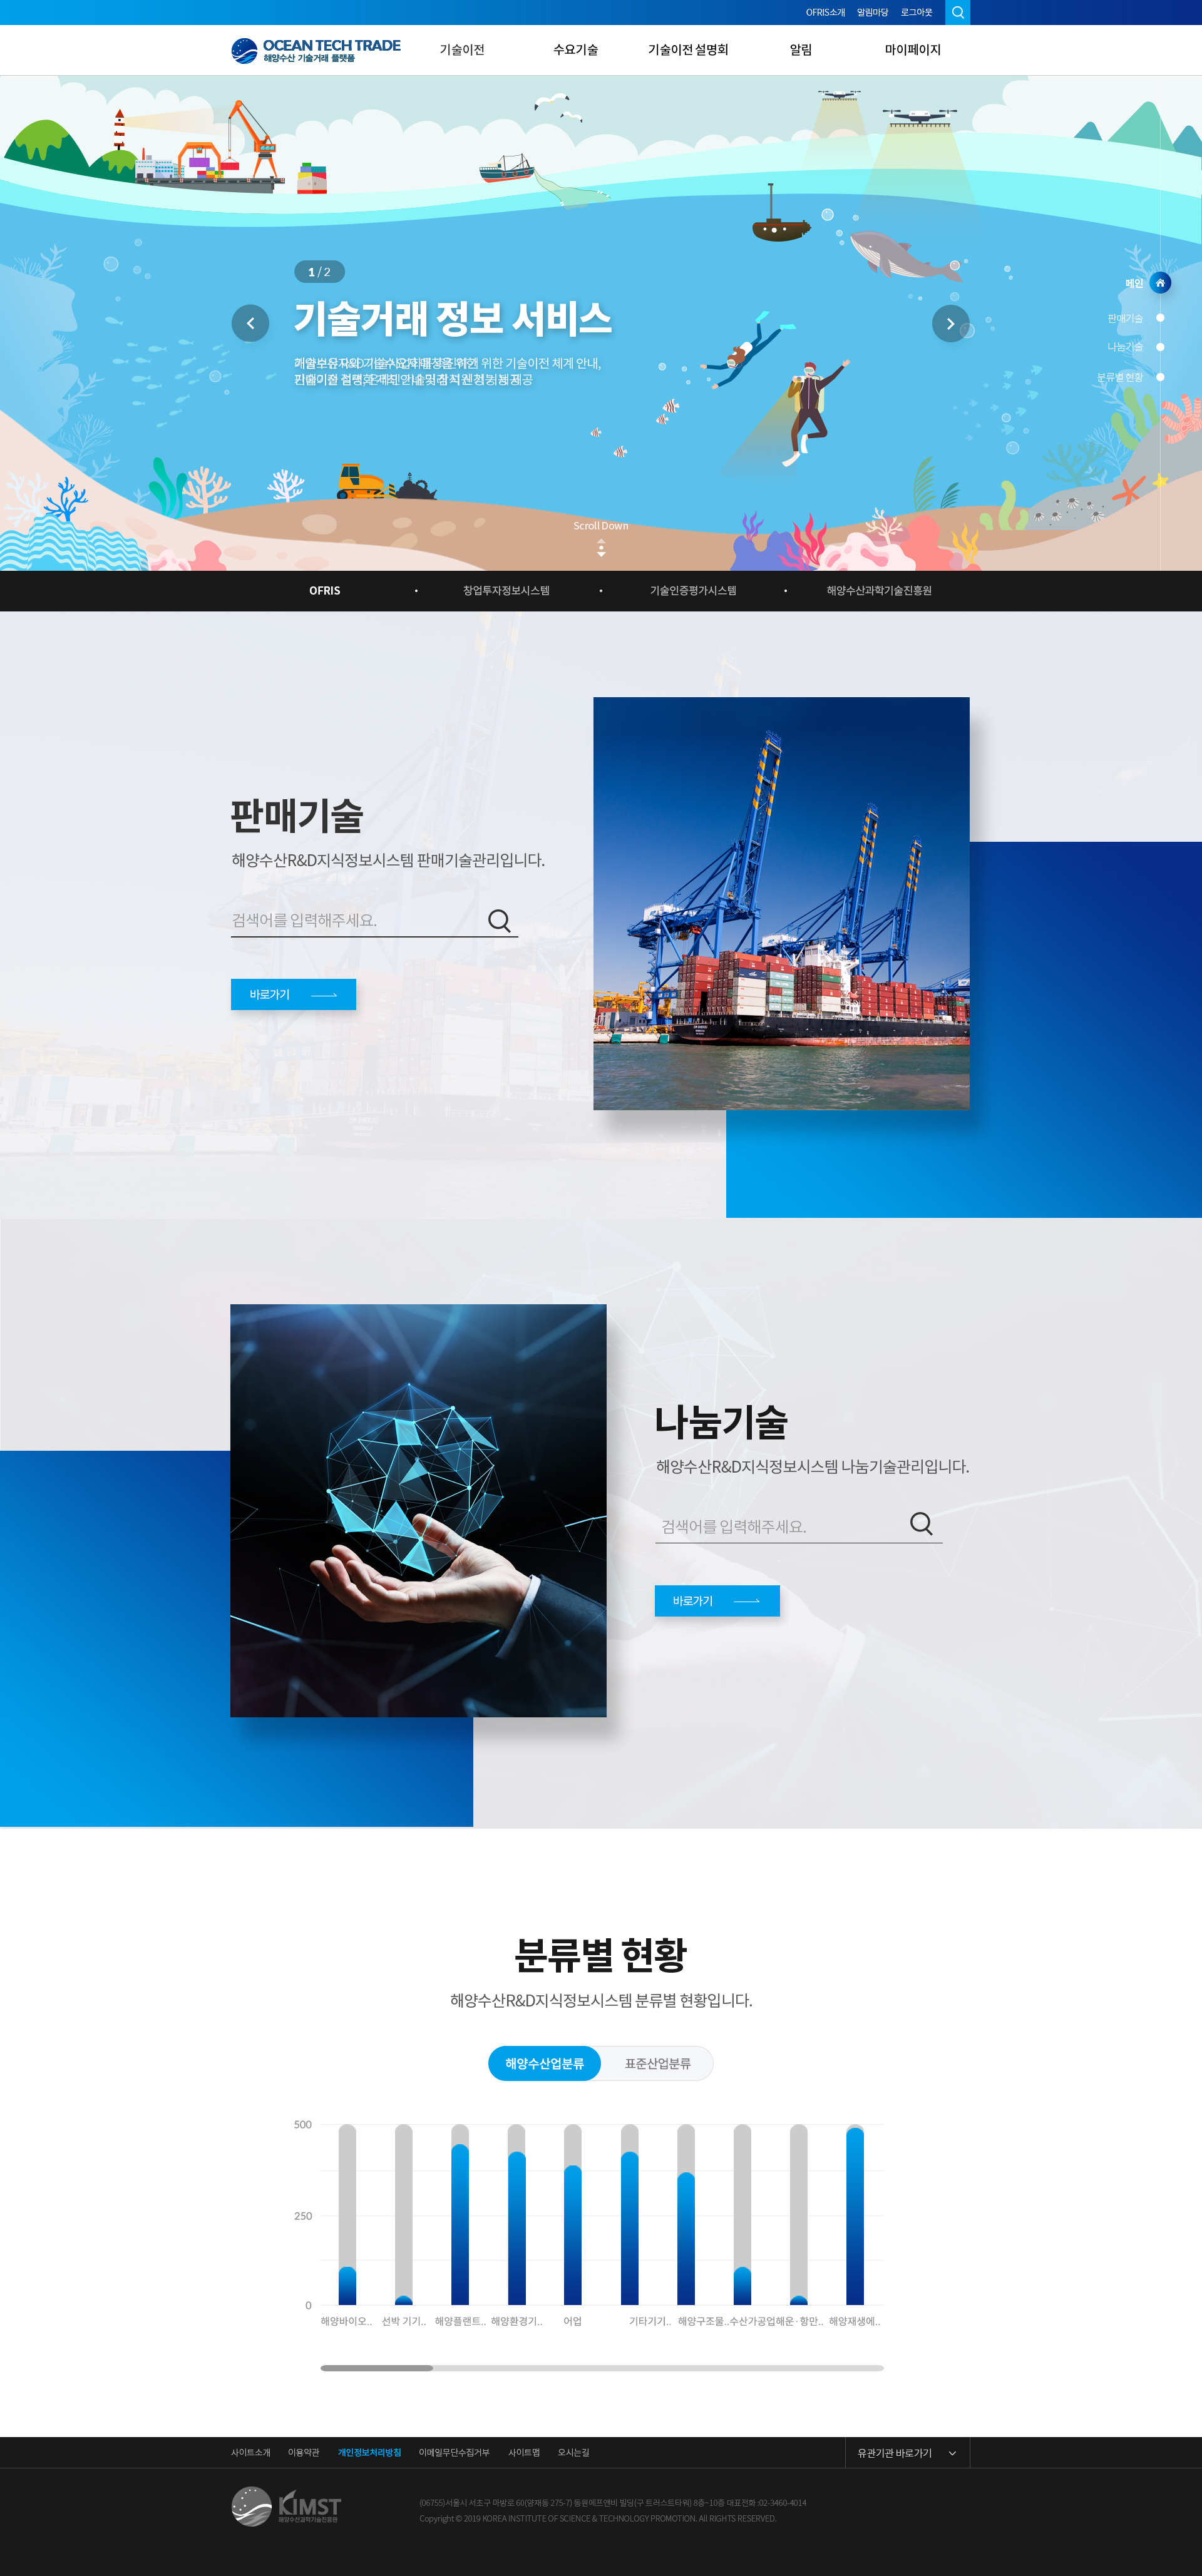 OFRIS소개 알림마당 로그아웃
OCEAN TECH TRADE
해양수산 기술거래 플랫폼
기술이전 수요기술 기술이전 설명회 알림 마이페이지
1 / 2
기술거래 정보 서비스
위한 기술이전 체계 안내,
메인
판매기술
나눔기술
분류별 현황
Scroll Down
OFRIS 창업투자정보시스템 기술인증평가시스템 해양수산과학기술진흥원
판매기술
해양수산R&D지식정보시스템 판매기술관리입니다.
검색어를 입력해주세요.
바로가기
나눔기술
해양수산R&D지식정보시스템 나눔기술관리입니다.
검색어를 입력해주세요.
바로가기
분류별 현황
해양수산R&D지식정보시스템 분류별 현황입니다.
해양수산업분류 표준산업분류
500
250
0
해양바이오.. 선박 기기.. 해양플랜트.. 해양환경기.. 어업 기타기기.. 해양구조물.. 수산가공업 해운·항만.. 해양재생에..
사이트소개 이용약관 개인정보처리방침 이메일무단수집거부 사이트맵 오시는길 유관기관 바로가기
KIMST
해양수산과학기술진흥원
(06755)서울시 서초구 마방로 60(양재동 275-7) 동원에프앤비 빌딩(구 트러스트타워) 8층~10층 대표전화 :02-3460-4014
Copyright © 2019 KOREA INSTITUTE OF SCIENCE & TECHNOLOGY PROMOTION. All RIGHTS RESERVED.